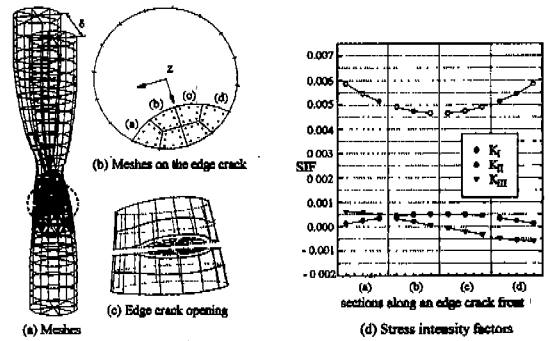 δ
(a) Meshes
z
(a)
(b)
(c)
(d)
(b) Meshes on the edge crack
(c) Edge crack opening
0.007
0.006
0.005
0.004
0.003
0.002
0.001
0.000
- 0.001
- 0.002
SIF
K_I
K_II
K_III
(a)
(b)
(c)
(d)
sections along an edge crack front
(d) Stress intensity factors